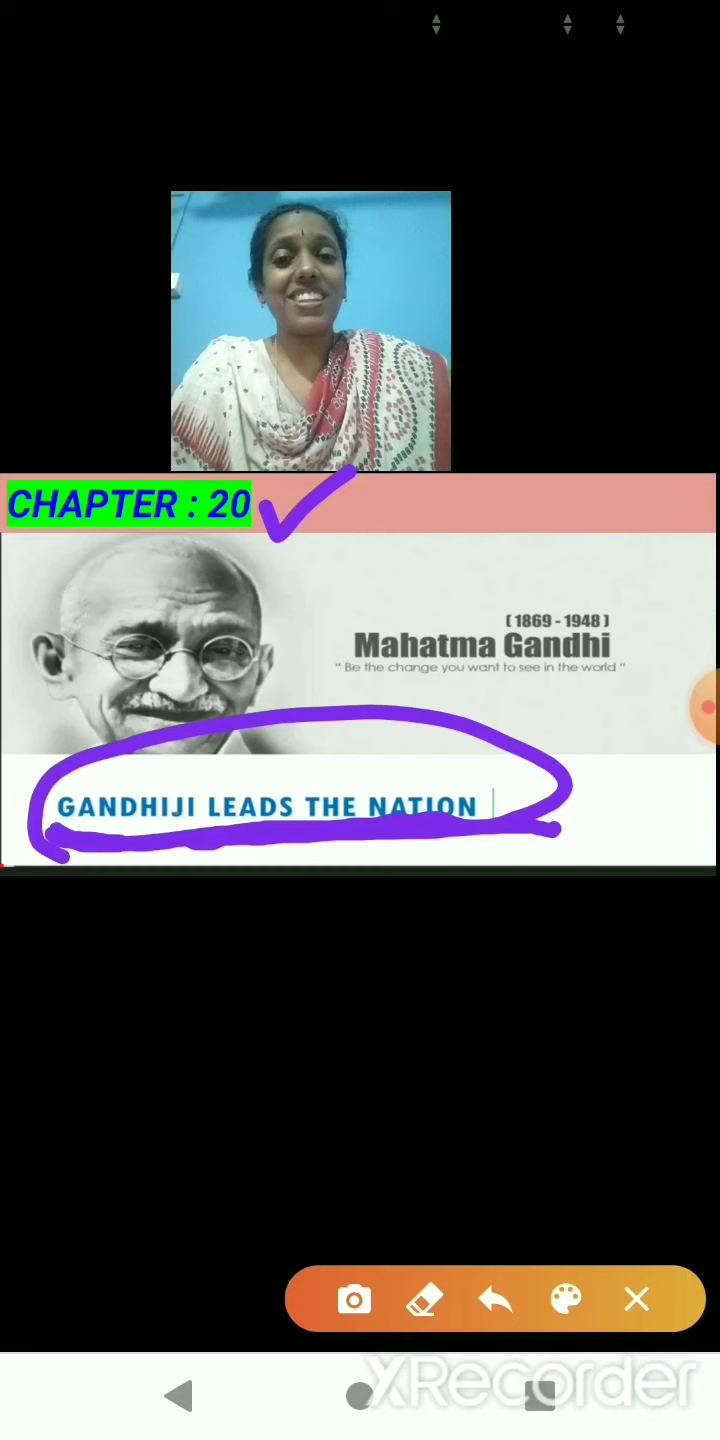 CHAPTER : 20
( 1869 - 1948 )
Mahatma Gandhi
“ Be the change you want to see in the world “
GANDHIJI LEADS THE NATION
XRecorder